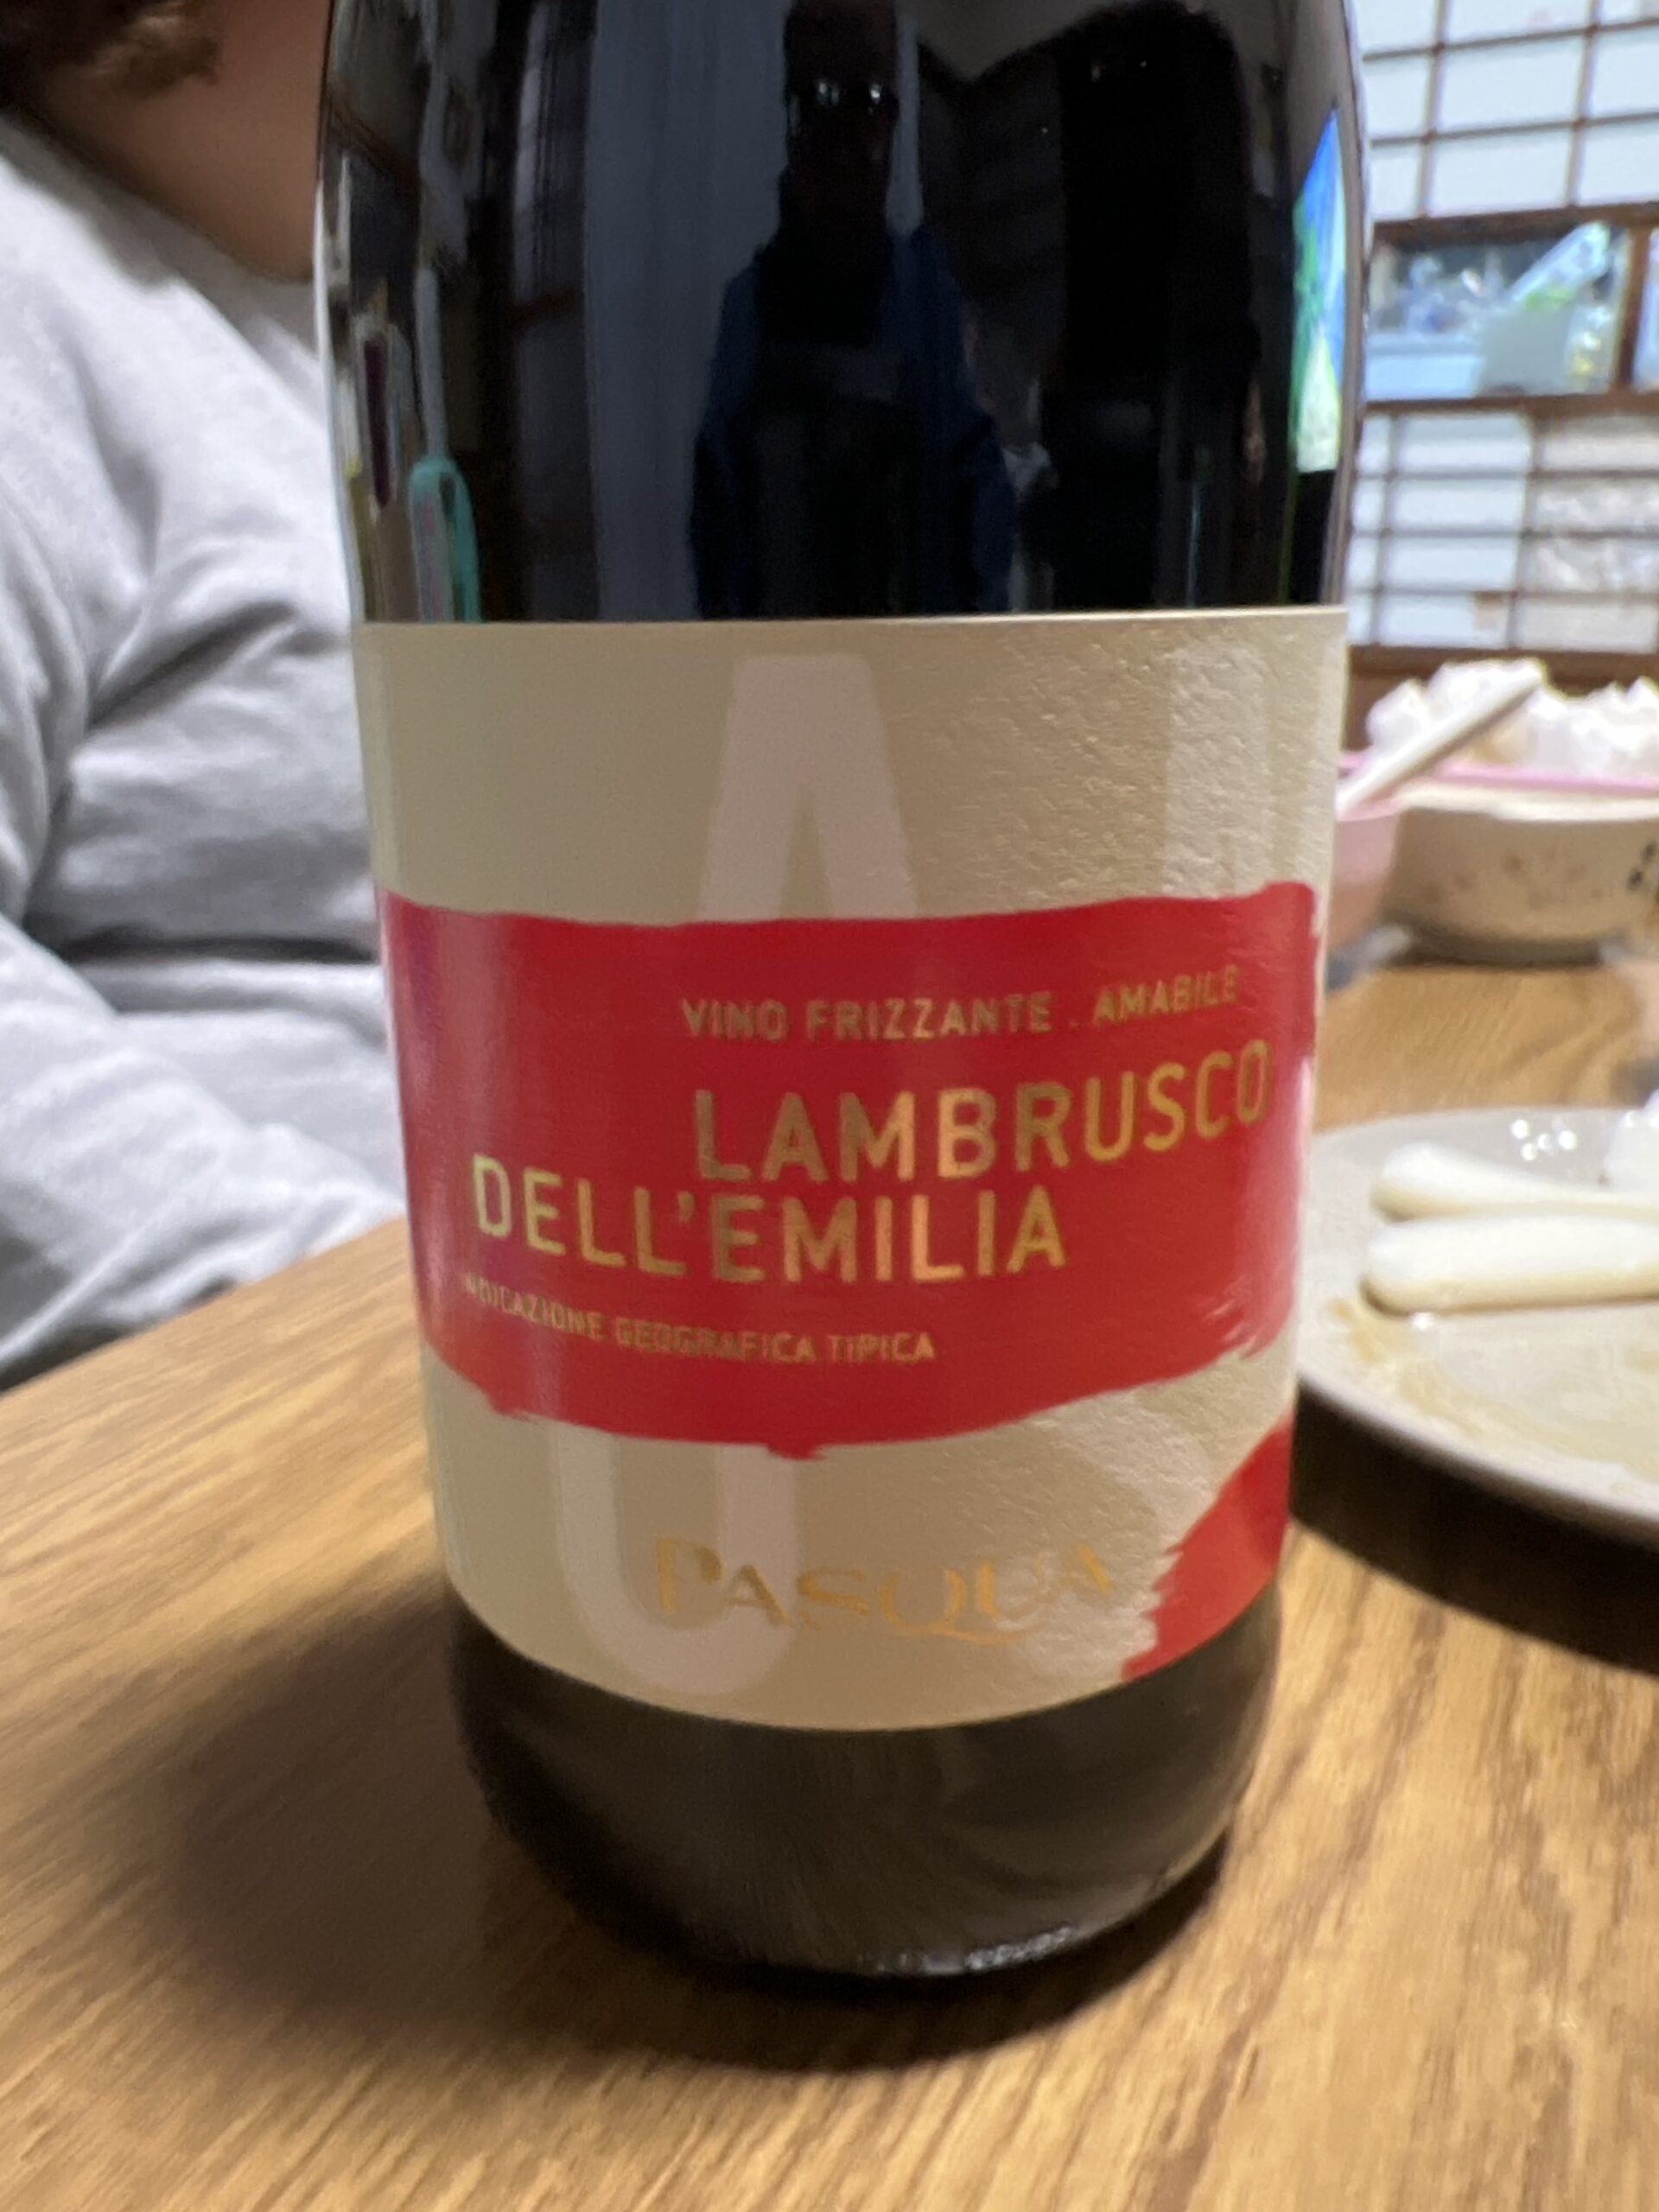 VINO FRIZZANTE . AMABILE
LAMBRUSCO
DELL'EMILIA
INDICAZIONE GEOGRAFICA TIPICA
PASQUA